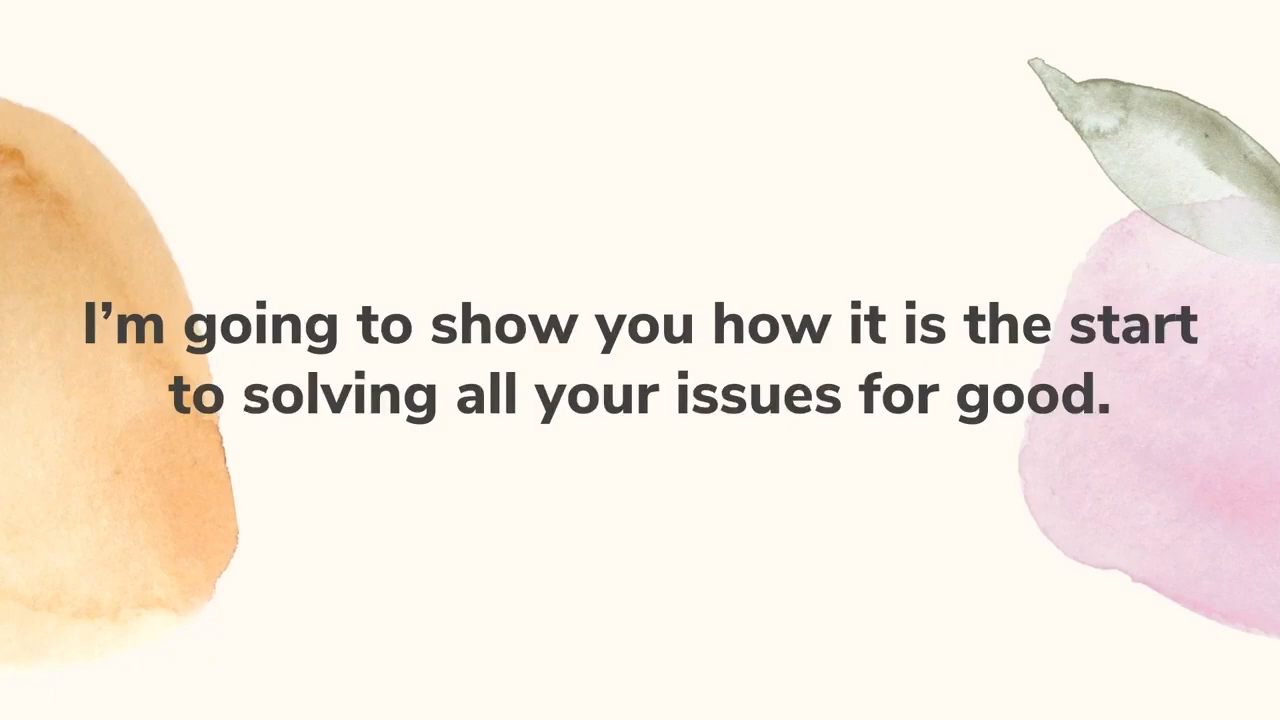 I’m going to show you how it is the start
to solving all your issues for good.